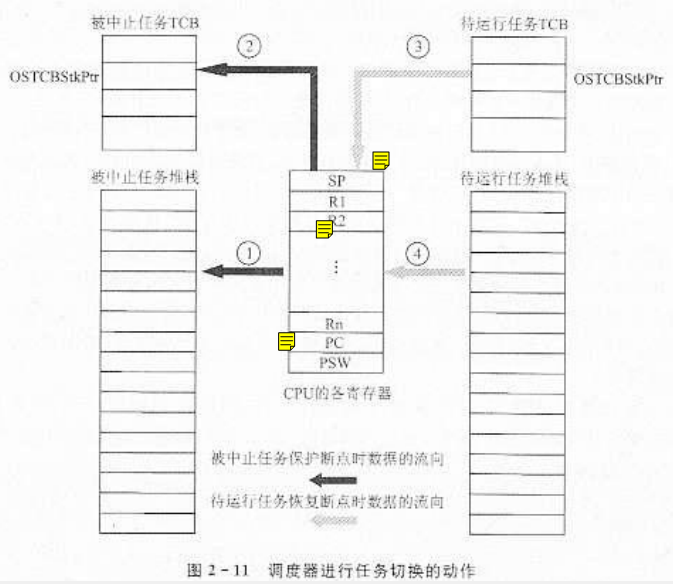 被中止任务TCB
②
③
待运行任务TCB
OSTCBStkPtr
OSTCBStkPtr
被中止任务堆栈
待运行任务堆栈
SP
R1
R2
①
④
⋮
Rn
PC
PSW
CPU的各寄存器
被中止任务保护断点时数据的流向
待运行任务恢复断点时数据的流向
图 2-11 调度器进行任务切换的动作